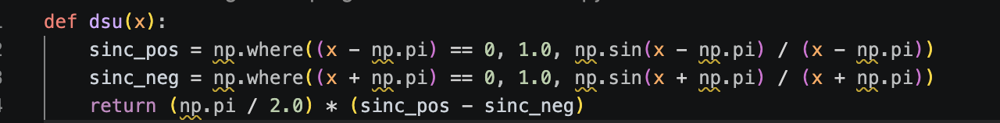 def dsu(x):
    sinc_pos = np.where((x - np.pi) == 0, 1.0, np.sin(x - np.pi) / (x - np.pi))
    sinc_neg = np.where((x + np.pi) == 0, 1.0, np.sin(x + np.pi) / (x + np.pi))
    return (np.pi / 2.0) * (sinc_pos - sinc_neg)